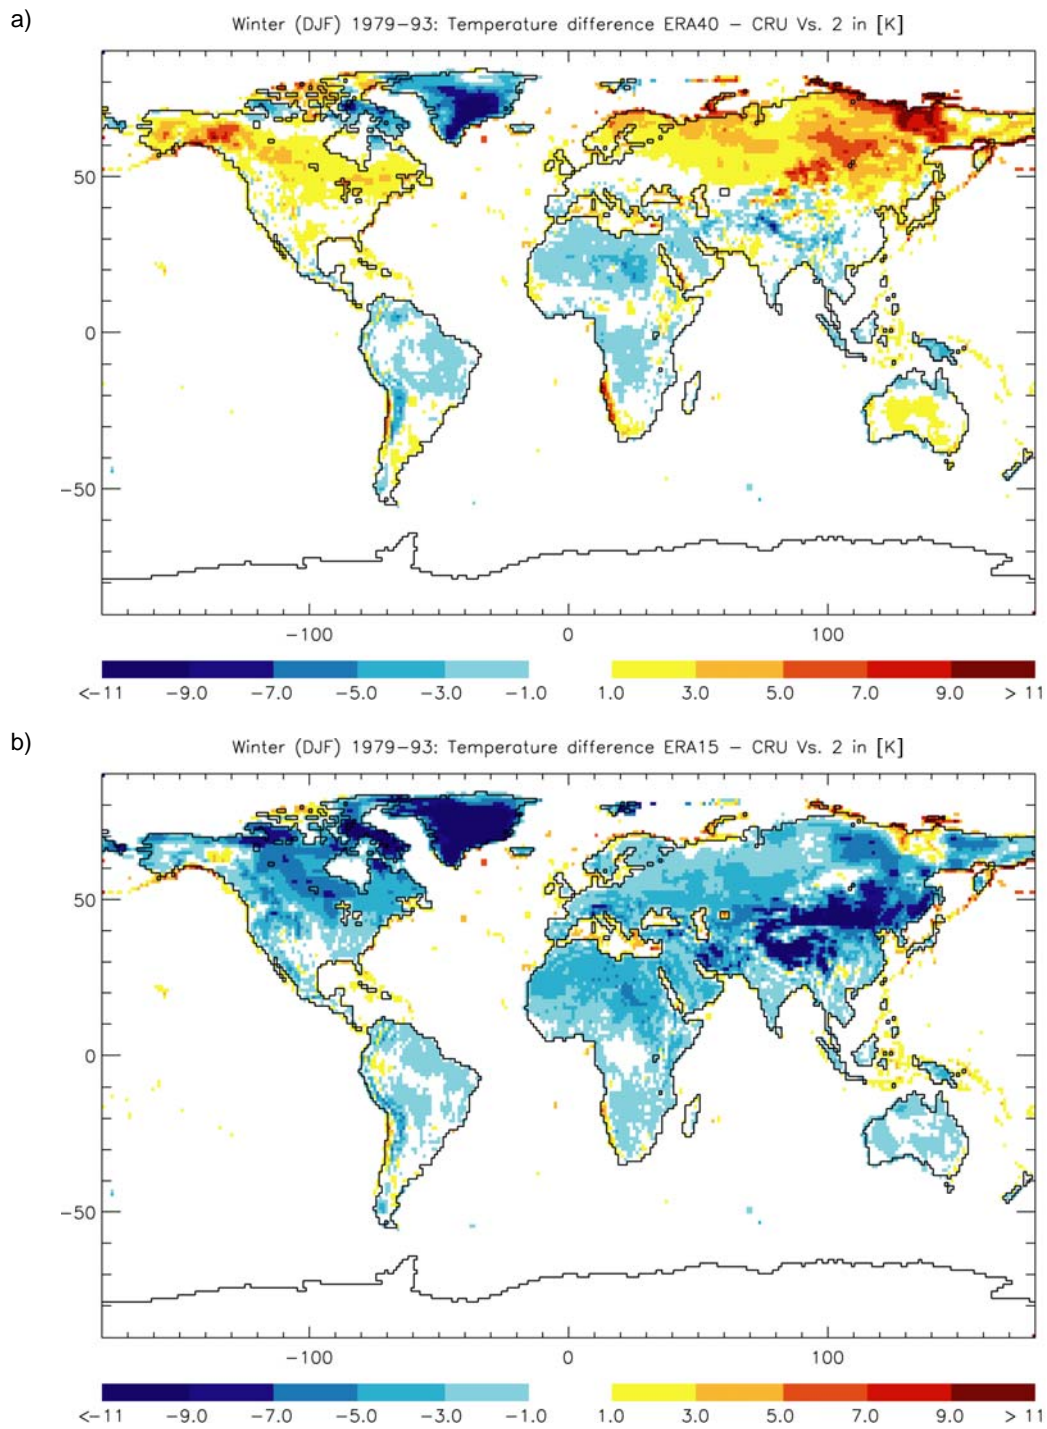 a)
Winter (DJF) 1979−93: Temperature difference ERA40 − CRU Vs. 2 in [K]
50
0
−50
−100 0 100
<−11 −9.0 −7.0 −5.0 −3.0 −1.0 1.0 3.0 5.0 7.0 9.0 > 11
b)
Winter (DJF) 1979−93: Temperature difference ERA15 − CRU Vs. 2 in [K]
50
0
−50
−100 0 100
<−11 −9.0 −7.0 −5.0 −3.0 −1.0 1.0 3.0 5.0 7.0 9.0 > 11